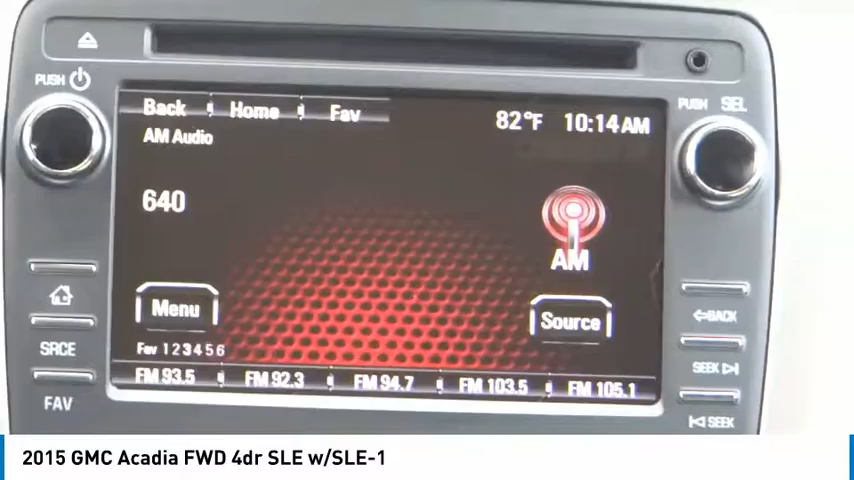 PUSH
PUSH SEL
Back Home Fav
82°F 10:14 AM
AM Audio
640
AM
Menu
Source
Fav 1 2 3 4 5 6
FM 93.5 FM 92.3 FM 94.7 FM 103.5 FM 105.1
SRCE
FAV
BACK
SEEK
SEEK
2015 GMC Acadia FWD 4dr SLE w/SLE-1